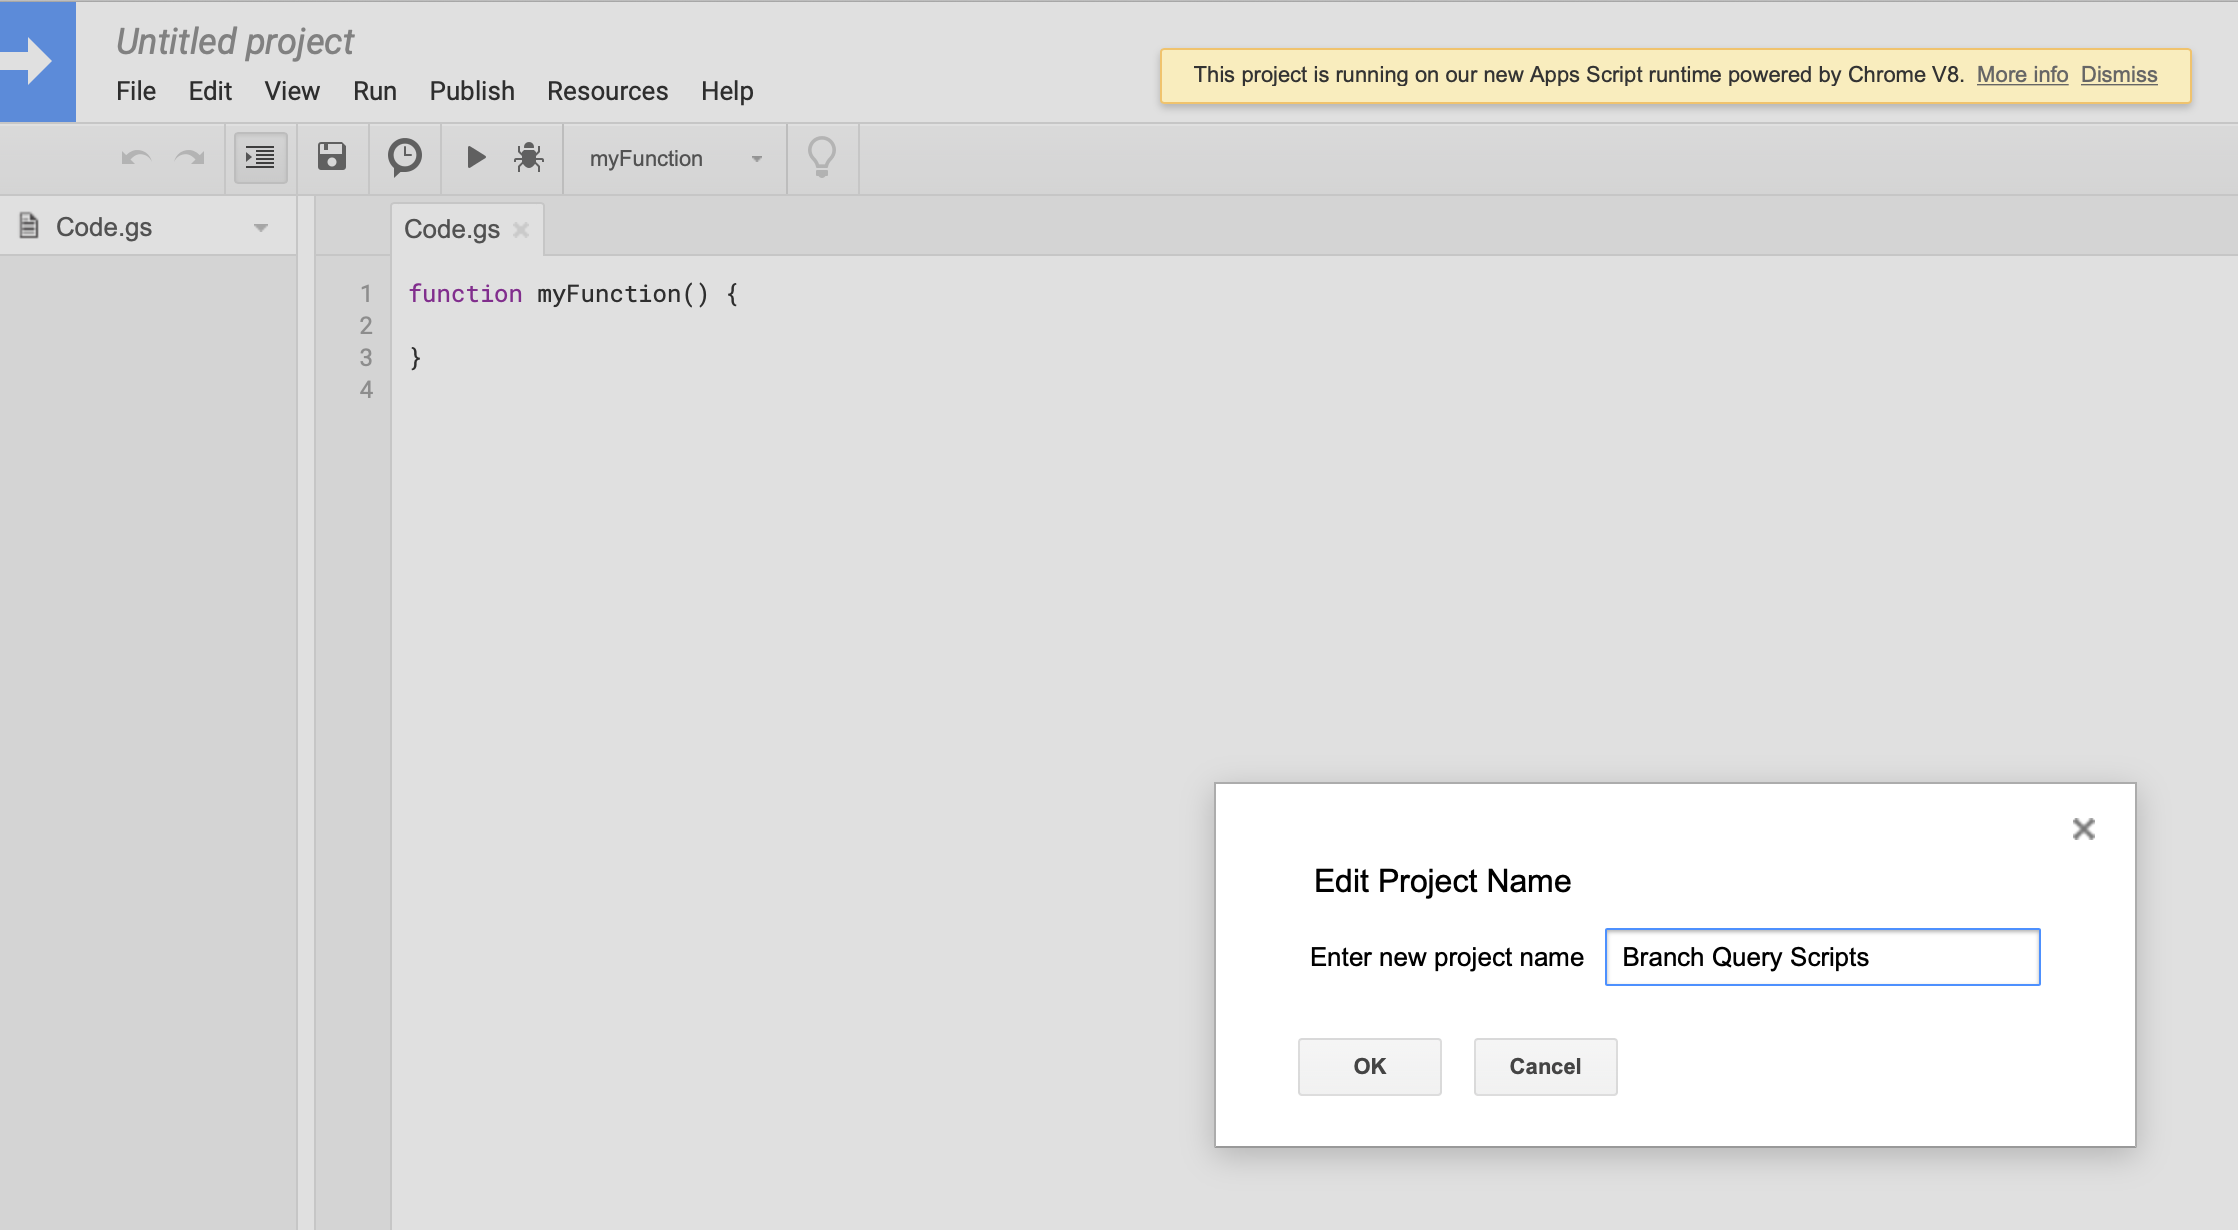 Untitled project
File Edit View Run Publish Resources Help
This project is running on our new Apps Script runtime powered by Chrome V8. More info Dismiss
myFunction
Code.gs
Code.gs
1 function myFunction() {
2
3 }
4
Edit Project Name
Enter new project name Branch Query Scripts
OK Cancel